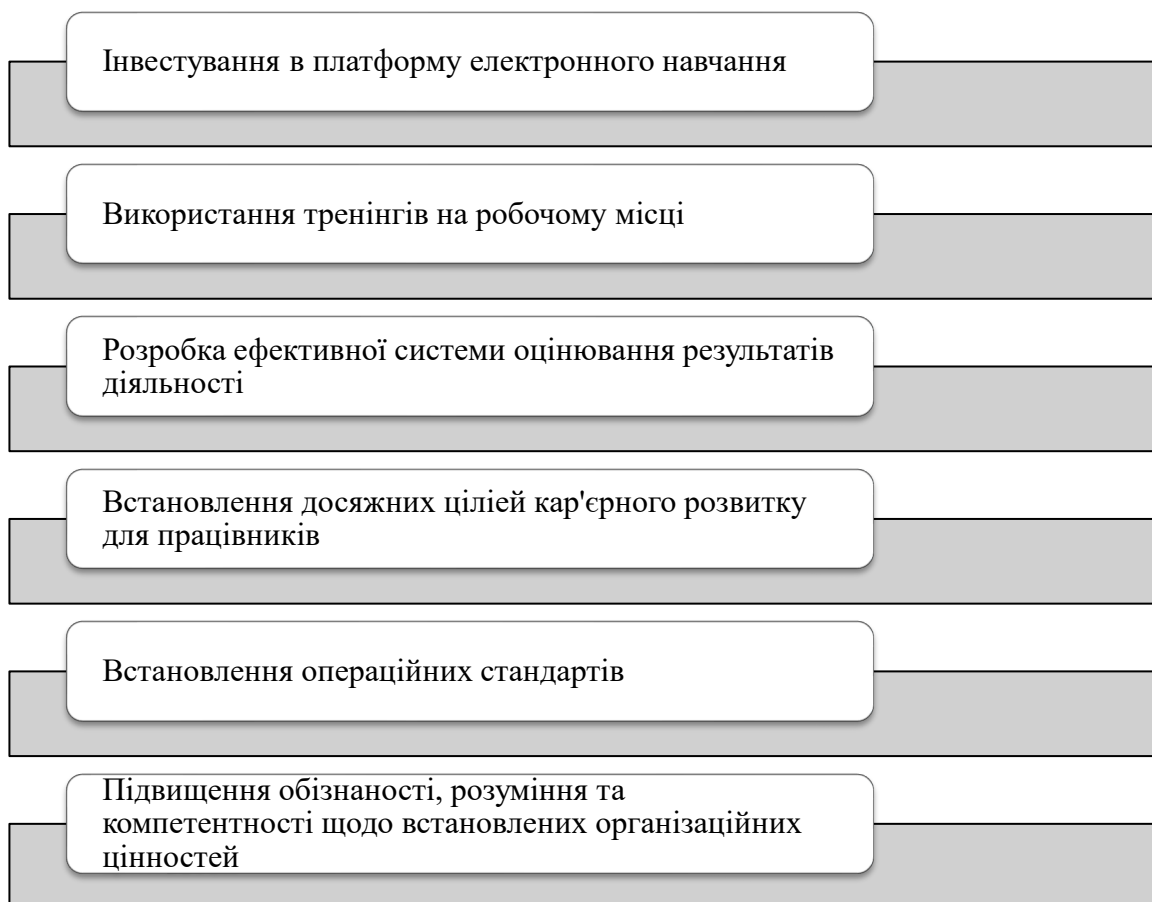 Інвестування в платформу електронного навчання
Використання тренінгів на робочому місці
Розробка ефективної системи оцінювання результатів
діяльності
Встановлення досяжних ціліей кар'єрного розвитку
для працівників
Встановлення операційних стандартів
Підвищення обізнаності, розуміння та
компетентності щодо встановлених організаційних
цінностей